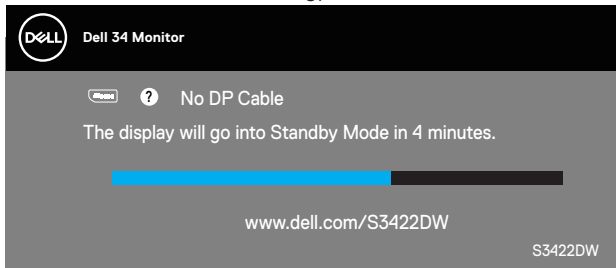 DELL Dell 34 Monitor
? No DP Cable
The display will go into Standby Mode in 4 minutes.
www.dell.com/S3422DW
S3422DW